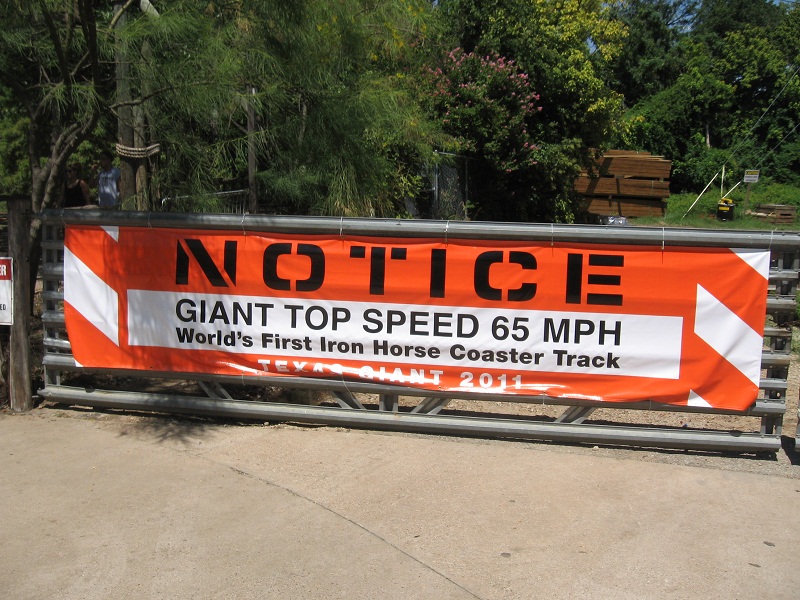 NOTICE
GIANT TOP SPEED 65 MPH
World's First Iron Horse Coaster Track
TEXAS GIANT 2011